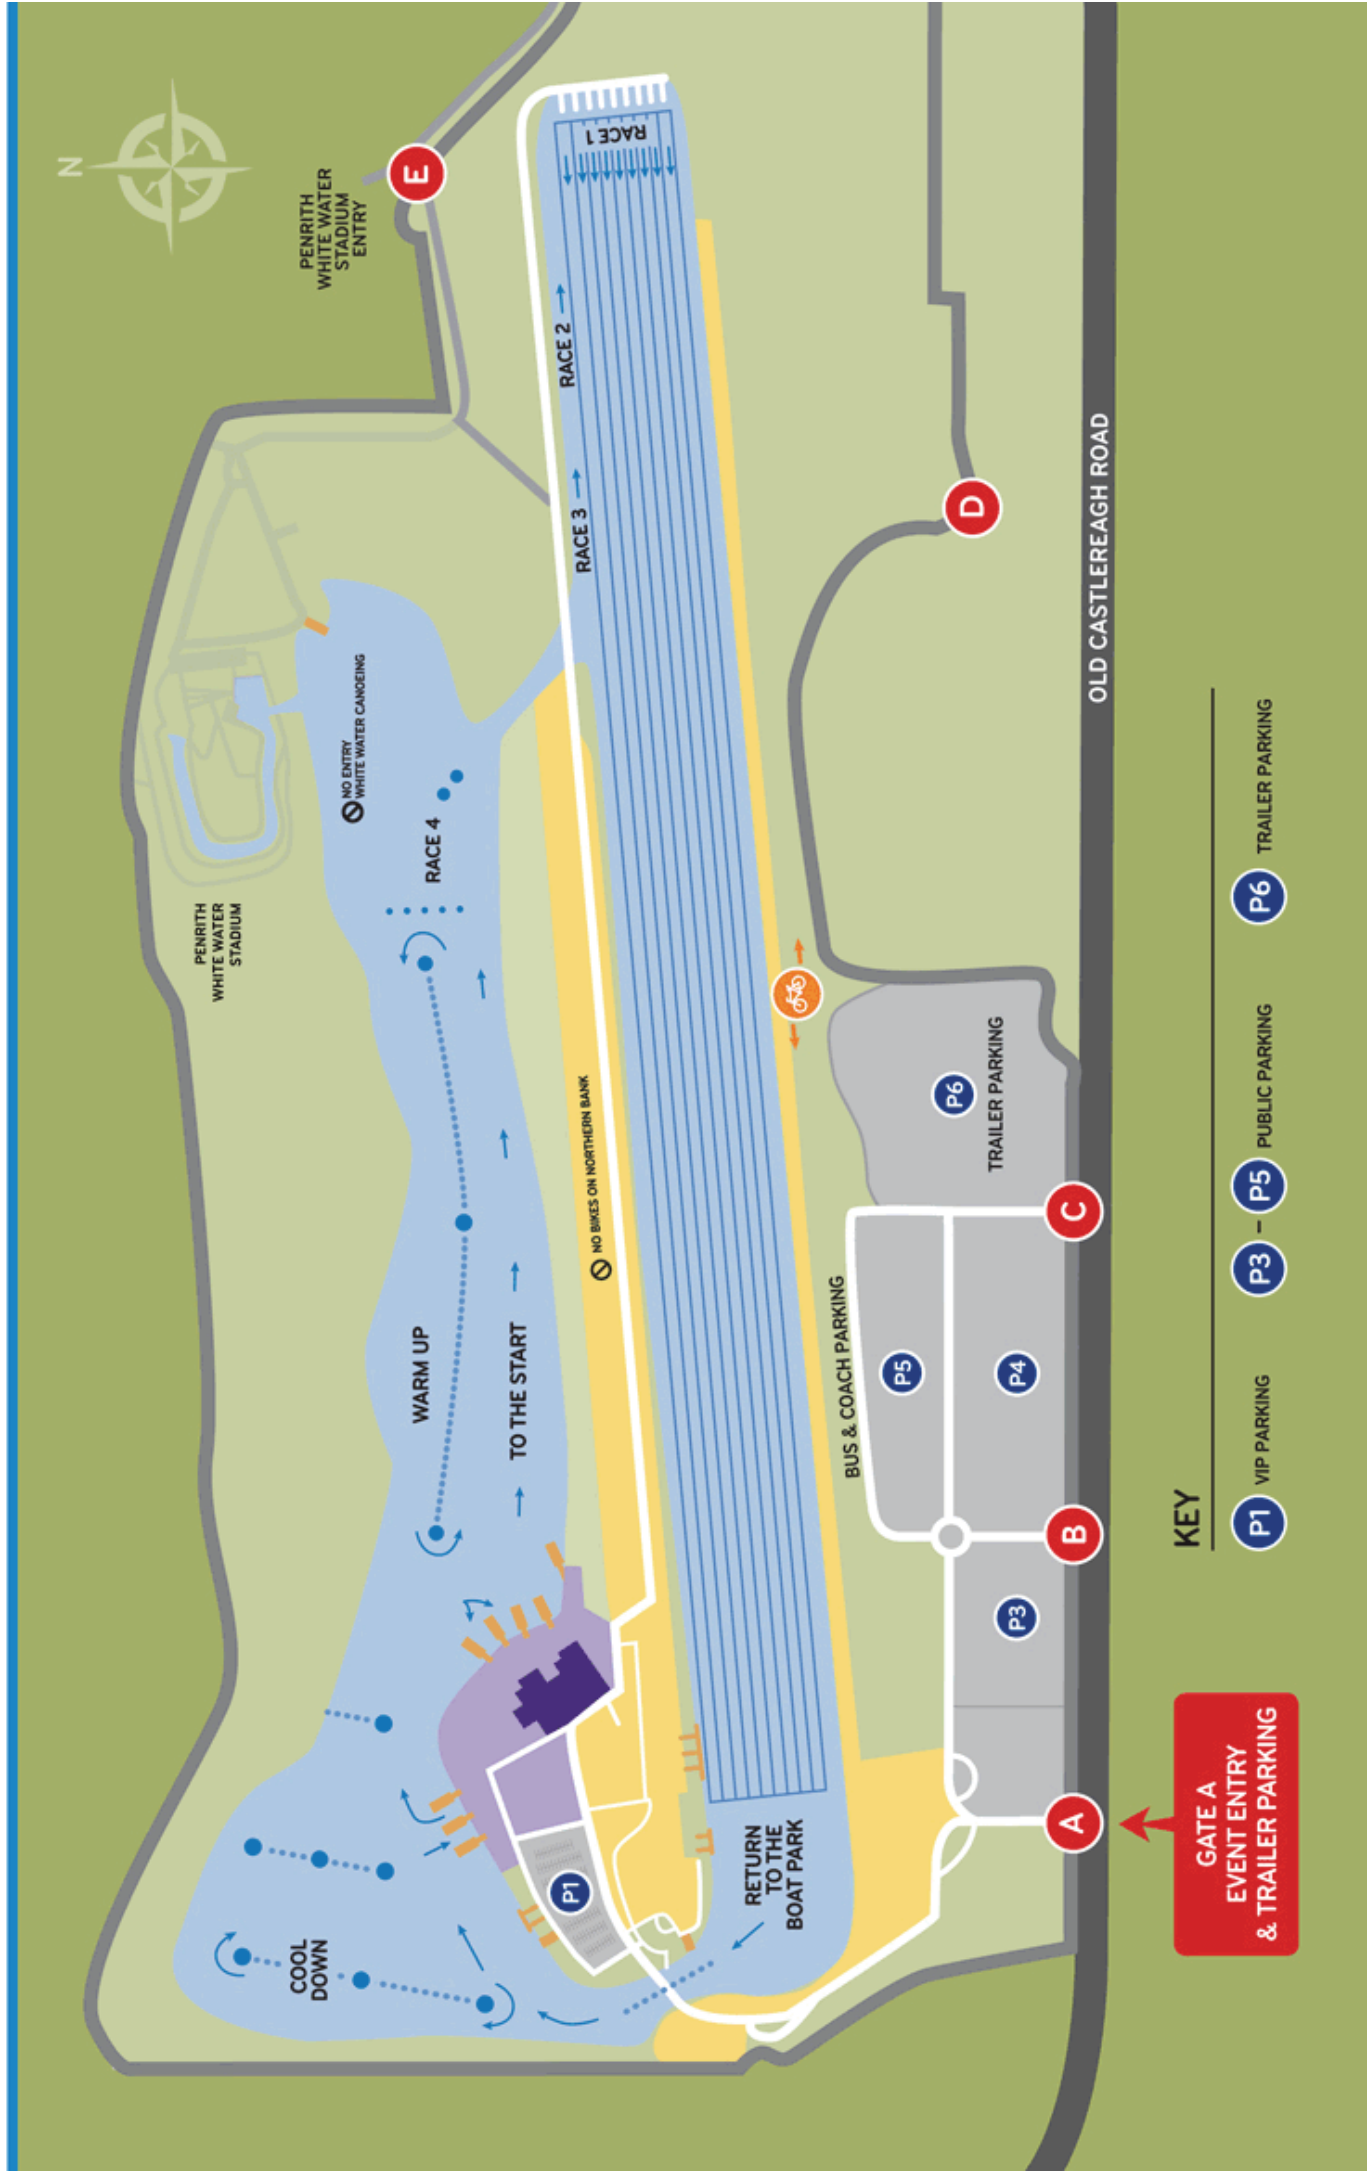 N
PENRITH
WHITE WATER
STADIUM
ENTRY
E
RACE 1
RACE 2
RACE 3
PENRITH
WHITE WATER
STADIUM
NO ENTRY
WHITE WATER CANOEING
RACE 4
WARM UP
TO THE START
NO BIKES ON NORTHERN BANK
COOL
DOWN
P1
RETURN
TO THE
BOAT PARK
BUS & COACH PARKING
P5
P4
P3
P6
TRAILER PARKING
D
C
B
A
OLD CASTLEREAGH ROAD
GATE A
EVENT ENTRY
& TRAILER PARKING
KEY
P1 VIP PARKING
P3 – P5 PUBLIC PARKING
P6 TRAILER PARKING